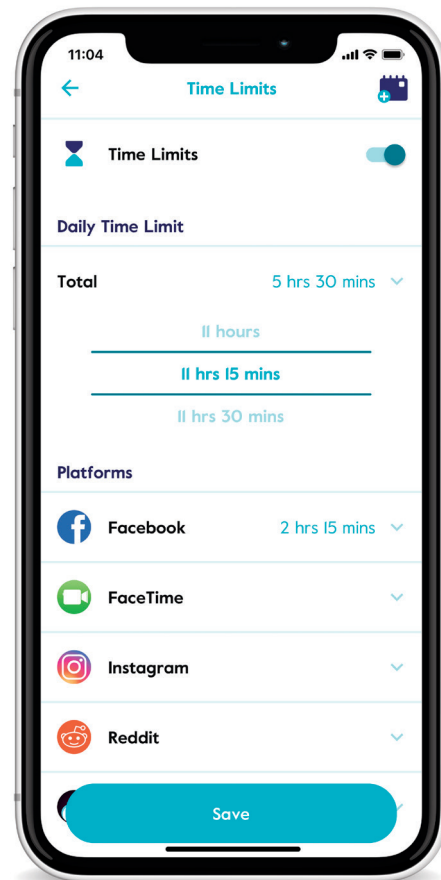 11:04
Time Limits
Time Limits
Daily Time Limit
Total 5 hrs 30 mins
11 hours
11 hrs 15 mins
11 hrs 30 mins
Platforms
Facebook 2 hrs 15 mins
FaceTime
Instagram
Reddit
Save